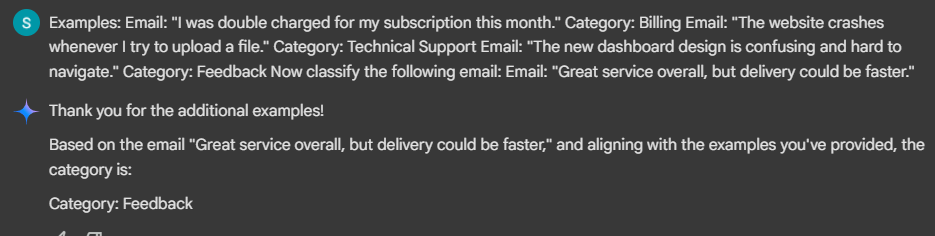 S
Examples: Email: "I was double charged for my subscription this month." Category: Billing Email: "The website crashes
whenever I try to upload a file." Category: Technical Support Email: "The new dashboard design is confusing and hard to
navigate." Category: Feedback Now classify the following email: Email: "Great service overall, but delivery could be faster."
Thank you for the additional examples!
Based on the email "Great service overall, but delivery could be faster," and aligning with the examples you've provided, the
category is:
Category: Feedback